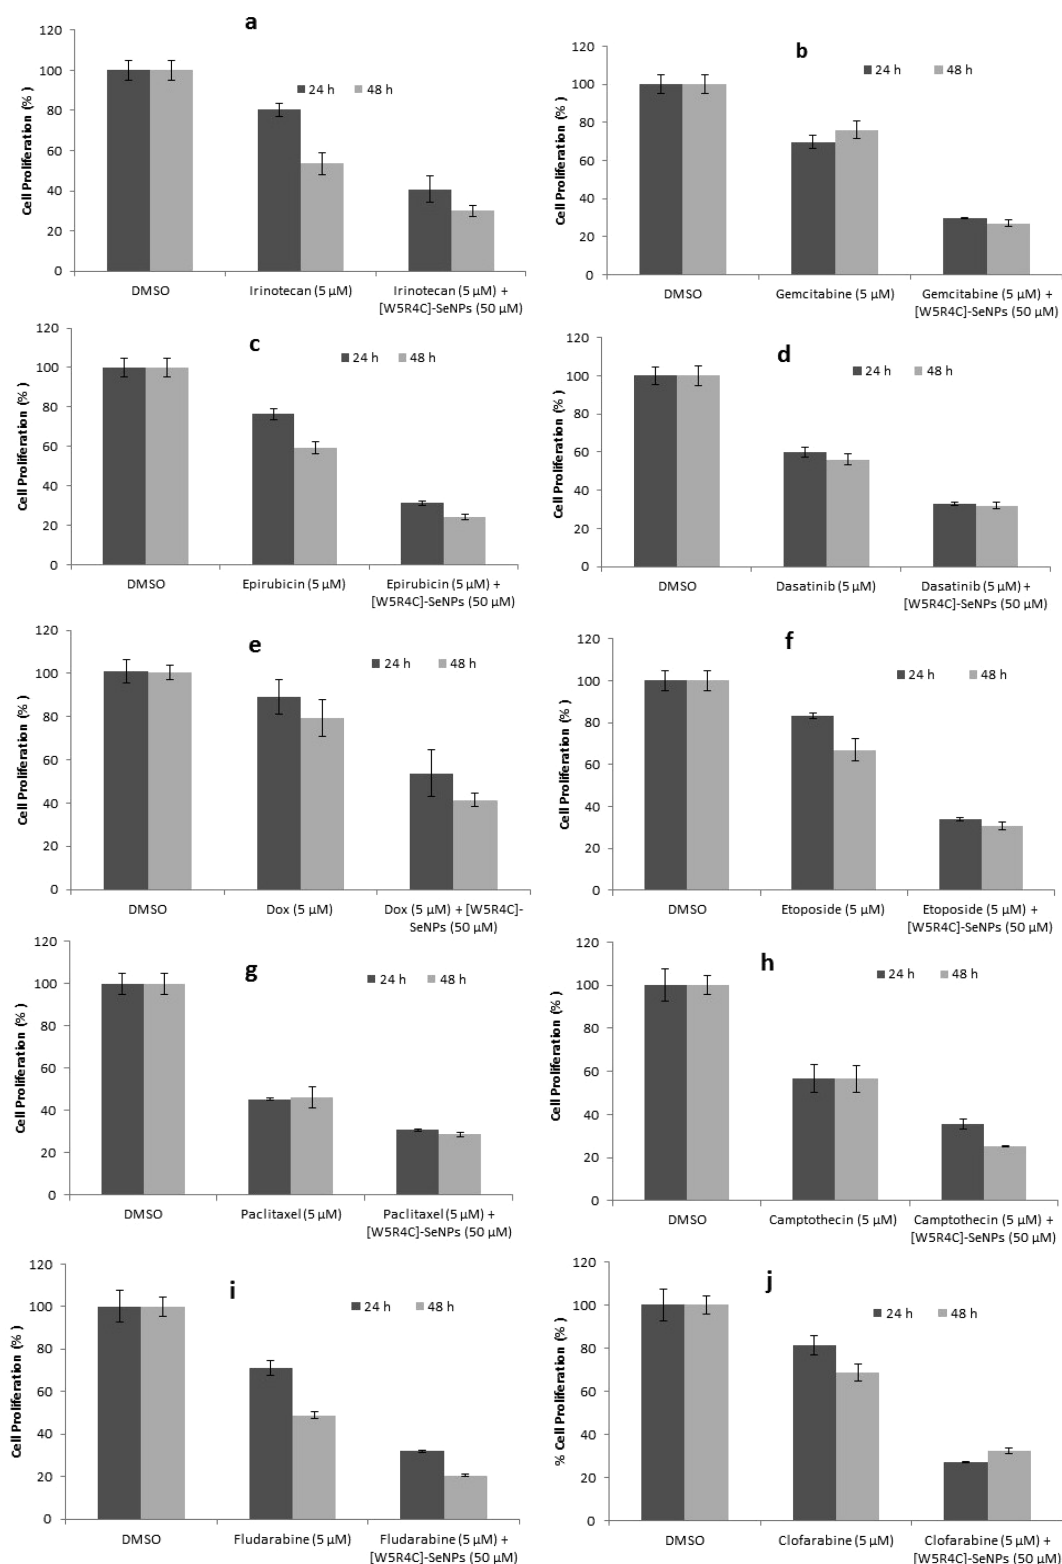 a
120
100
80
60
40
20
0
Cell Proliferation (% )
24 h 48 h
DMSO Irinotecan (5 µM) Irinotecan (5 µM) +
[W5R4C]-SeNPs (50 µM)
b
120
100
80
60
40
20
0
Cell Proliferation (% )
24 h 48 h
DMSO Gemcitabine (5 µM) Gemcitabine (5 µM) +
[W5R4C]-SeNPs (50 µM)
c
120
100
80
60
40
20
0
Cell Proliferation (% )
24 h 48 h
DMSO Epirubicin (5 µM) Epirubicin (5 µM) +
[W5R4C]-SeNPs (50 µM)
d
120
100
80
60
40
20
0
Cell Proliferation (% )
24 h 48 h
DMSO Dasatinib (5 µM) Dasatinib (5 µM) +
[W5R4C]-SeNPs (50 µM)
e
120
100
80
60
40
20
0
Cell Proliferation (% )
24 h 48 h
DMSO Dox (5 µM) Dox (5 µM) + [W5R4C]-
SeNPs (50 µM)
f
120
100
80
60
40
20
0
Cell Proliferation (% )
24 h 48 h
DMSO Etoposide (5 µM) Etoposide (5 µM) +
[W5R4C]-SeNPs (50 µM)
g
120
100
80
60
40
20
0
Cell Proliferation (% )
24 h 48 h
DMSO Paclitaxel (5 µM) Paclitaxel (5 µM) +
[W5R4C]-SeNPs (50 µM)
h
120
100
80
60
40
20
0
Cell Proliferation (% )
24 h 48 h
DMSO Camptothecin (5 µM) Camptothecin (5 µM) +
[W5R4C]-SeNPs (50 µM)
i
120
100
80
60
40
20
0
Cell Proliferation (% )
24 h 48 h
DMSO Fludarabine (5 µM) Fludarabine (5 µM) +
[W5R4C]-SeNPs (50 µM)
j
120
100
80
60
40
20
0
% Cell Proliferation (% )
24 h 48 h
DMSO Clofarabine (5 µM) Clofarabine (5 µM) +
[W5R4C]-SeNPs (50 µM)